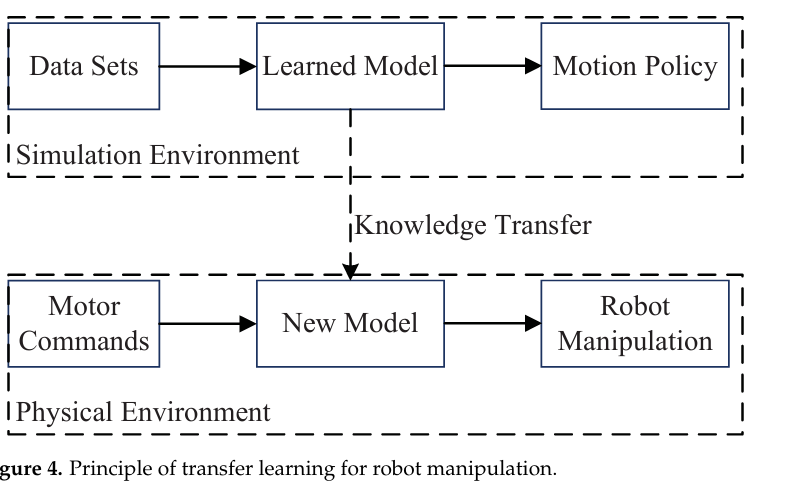 Data Sets
Learned Model
Motion Policy
Simulation Environment
Knowledge Transfer
Motor
Commands
New Model
Robot
Manipulation
Physical Environment
gure 4. Principle of transfer learning for robot manipulation.